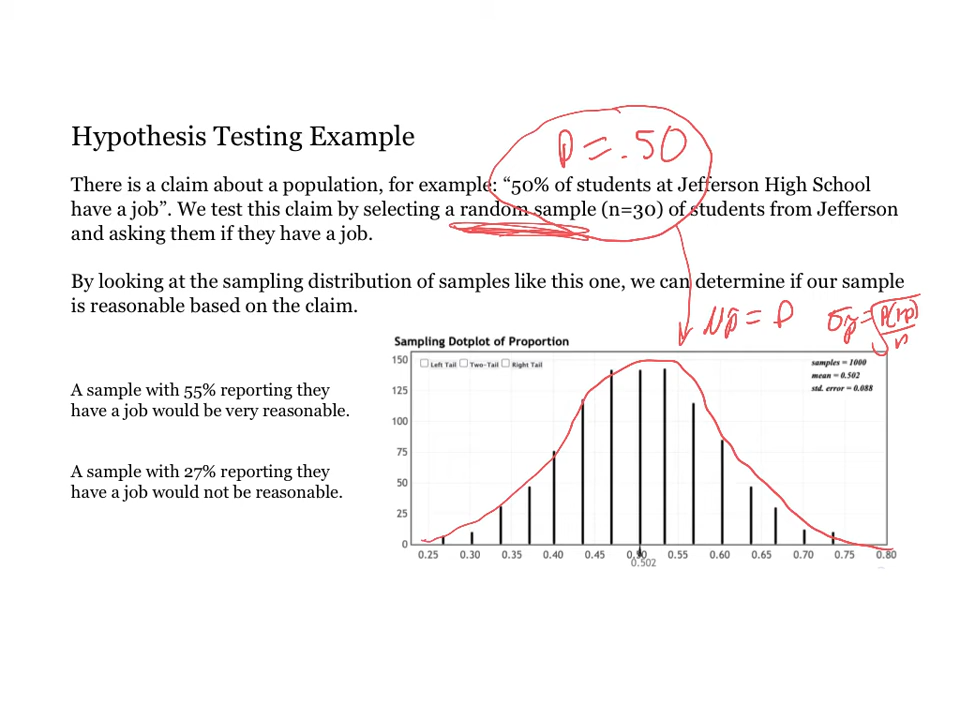 Hypothesis Testing Example
P = .50
There is a claim about a population, for example: “50% of students at Jefferson High School
have a job”. We test this claim by selecting a random sample (n=30) of students from Jefferson
and asking them if they have a job.
By looking at the sampling distribution of samples like this one, we can determine if our sample
is reasonable based on the claim.
μp̂ = P
σp̂ = √P(1-p)/n
Sampling Dotplot of Proportion
Left Tail Two-Tail Right Tail
samples = 1000
mean = 0.502
std. error = 0.088
A sample with 55% reporting they
have a job would be very reasonable.
A sample with 27% reporting they
have a job would not be reasonable.
150
125
100
75
50
25
0
0.25 0.30 0.35 0.40 0.45 0.50 0.55 0.60 0.65 0.70 0.75 0.80
0.502